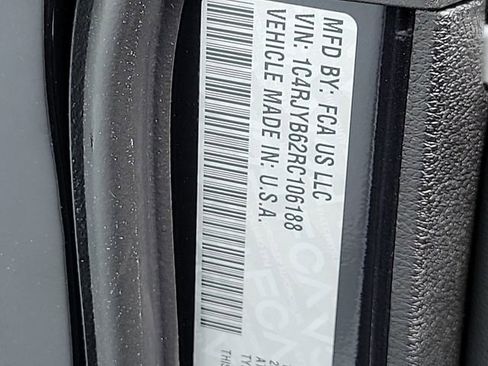 MFD BY: FCA US LLC
VIN: 1C4RJYB62RC106188
VEHICLE MADE IN: U.S.A.